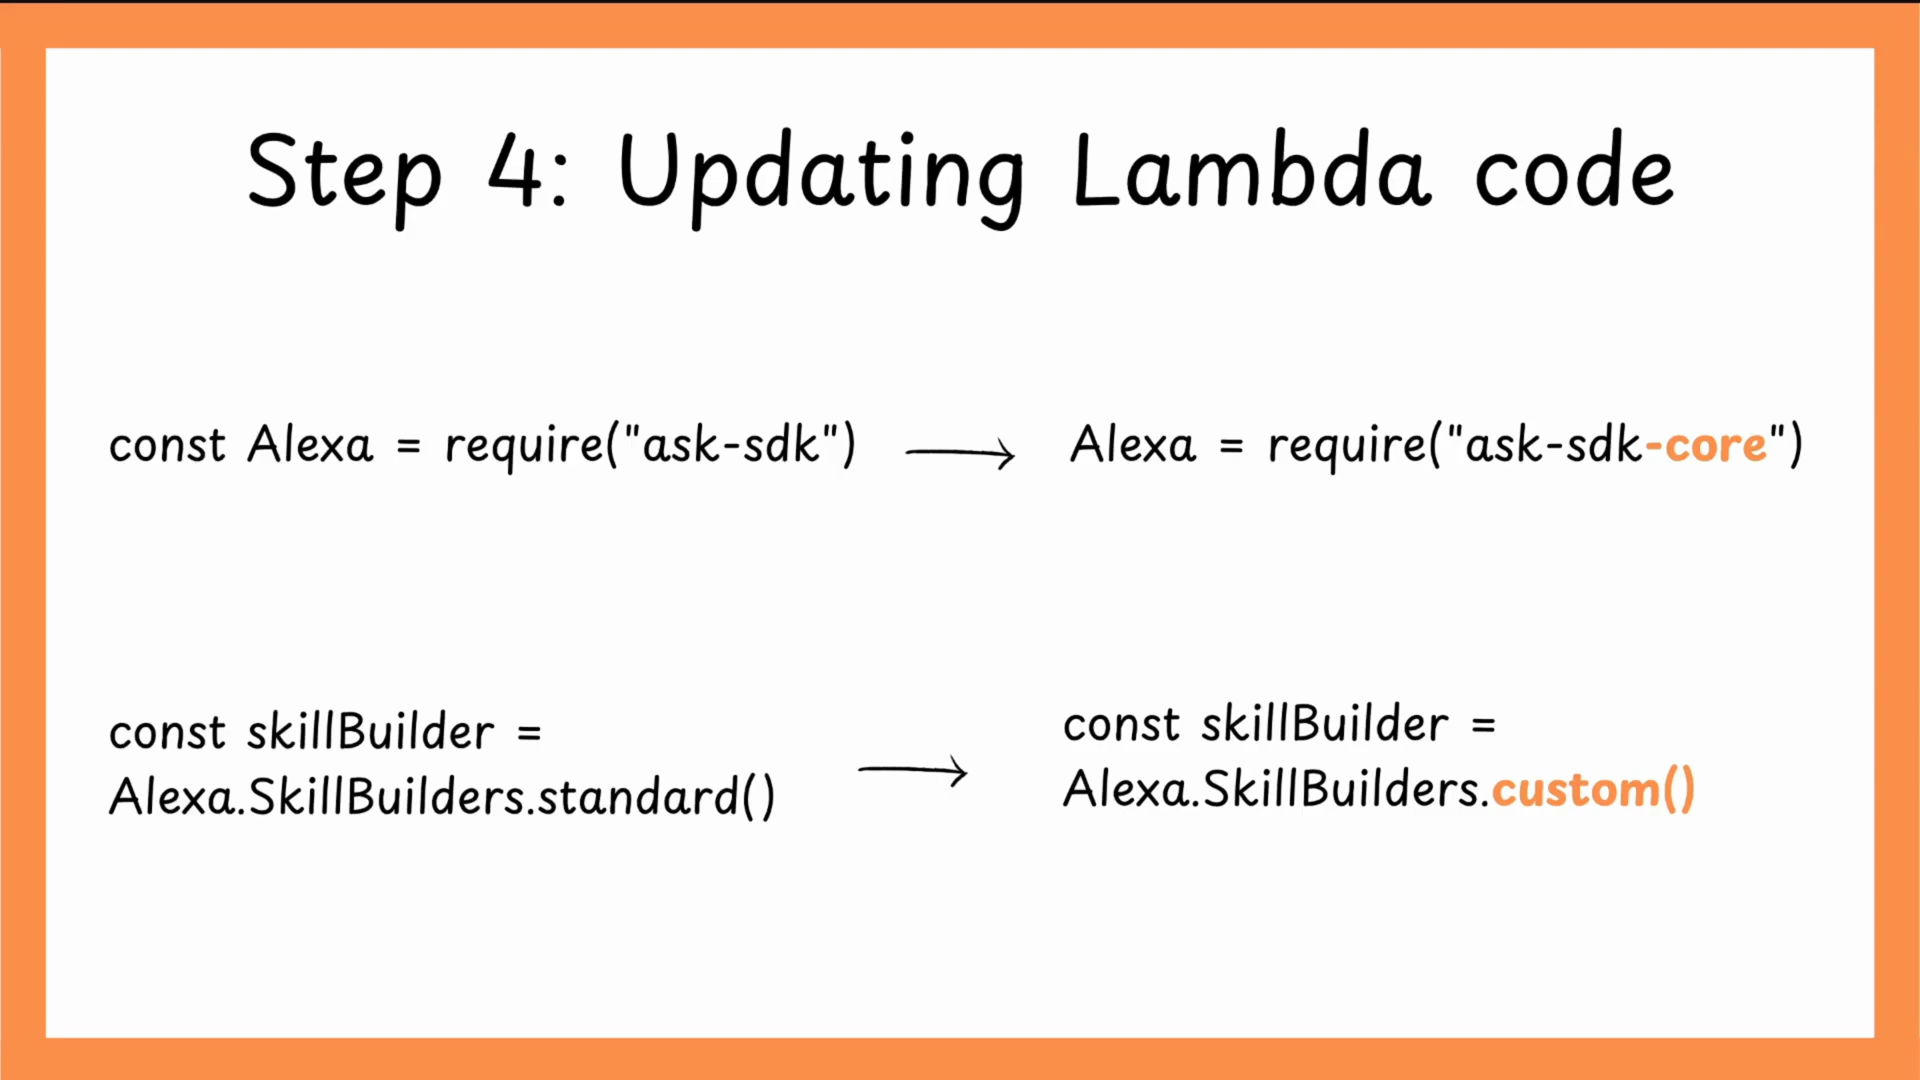 Step 4: Updating Lambda code
const Alexa = require("ask-sdk")
Alexa = require("ask-sdk-core")
const skillBuilder =
Alexa.SkillBuilders.standard()
const skillBuilder =
Alexa.SkillBuilders.custom()